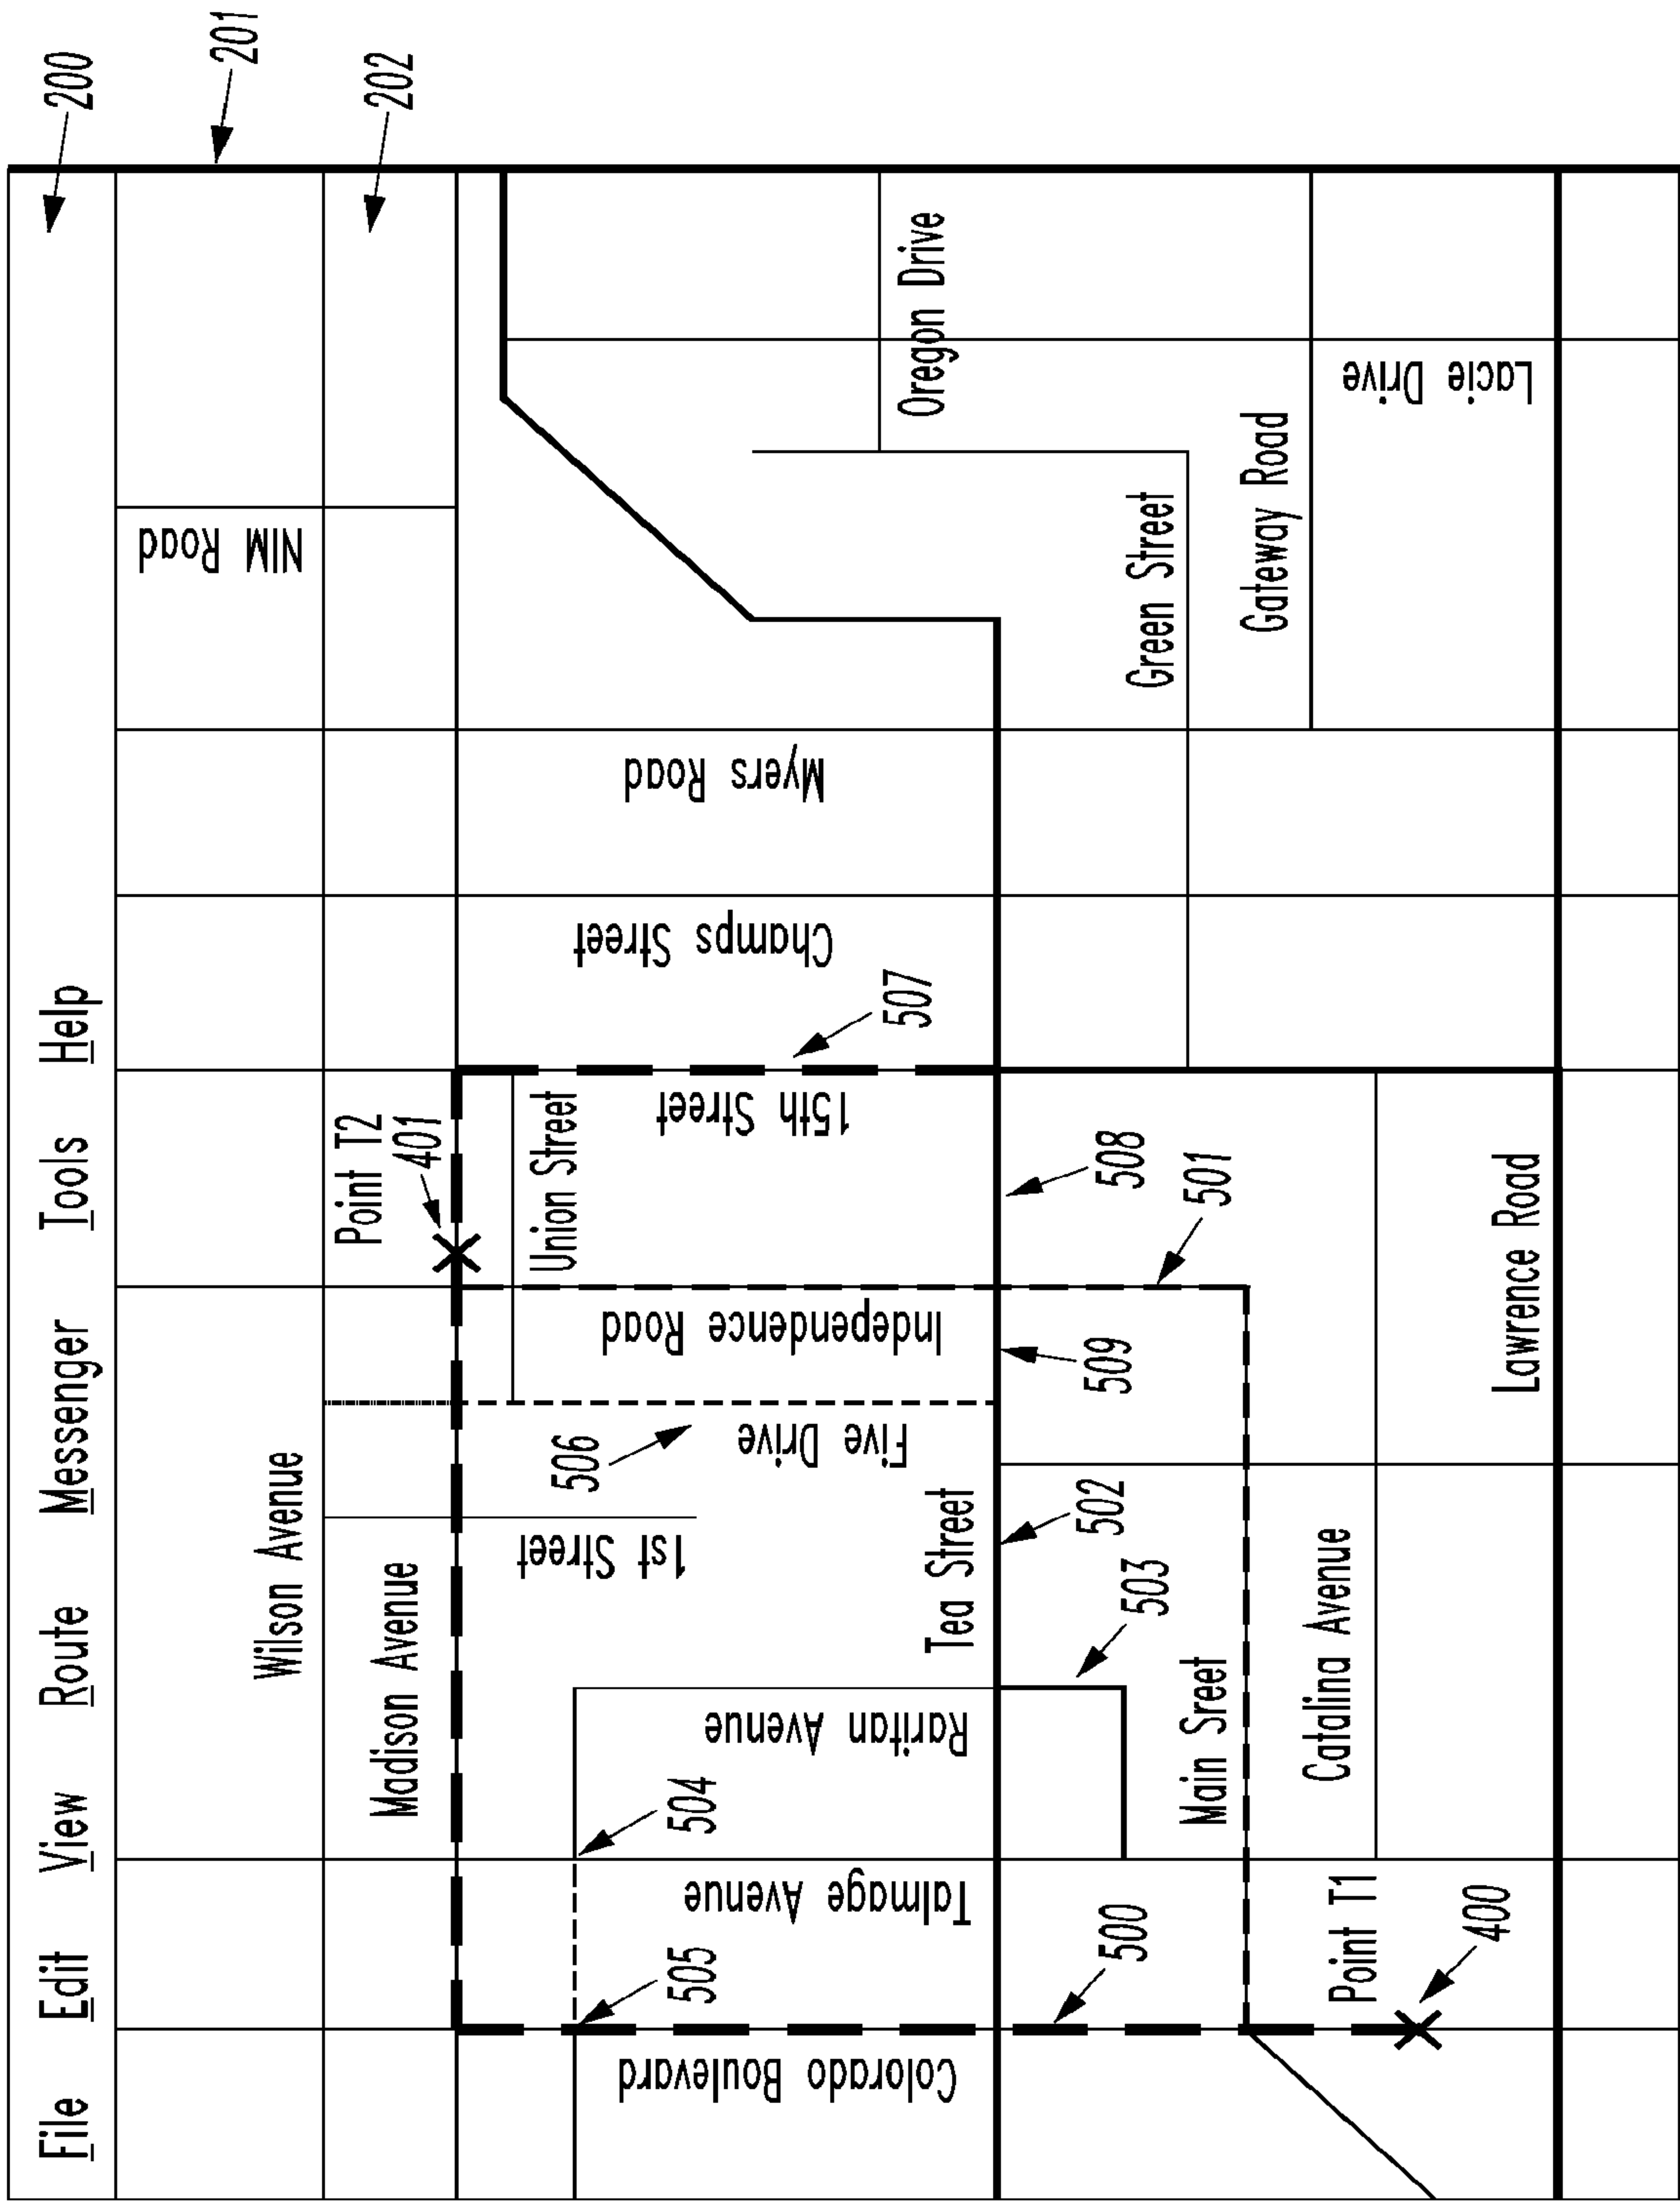 File Edit View Route Messenger Tools Help
200
201
202
Wilson Avenue
NIM Road
Point T2
401
Madison Avenue
Union Street
1st Street
506
Five Drive
Independence Road
15th Street
507
Champs Street
Myers Road
Oregon Drive
504
505
Colorado Boulevard
Talmage Avenue
Raritan Avenue
Tea Street
500
503
502
509
508
501
Green Street
Main Sreet
Gateway Road
Catalina Avenue
Point T1
400
Lacie Drive
Lawrence Road